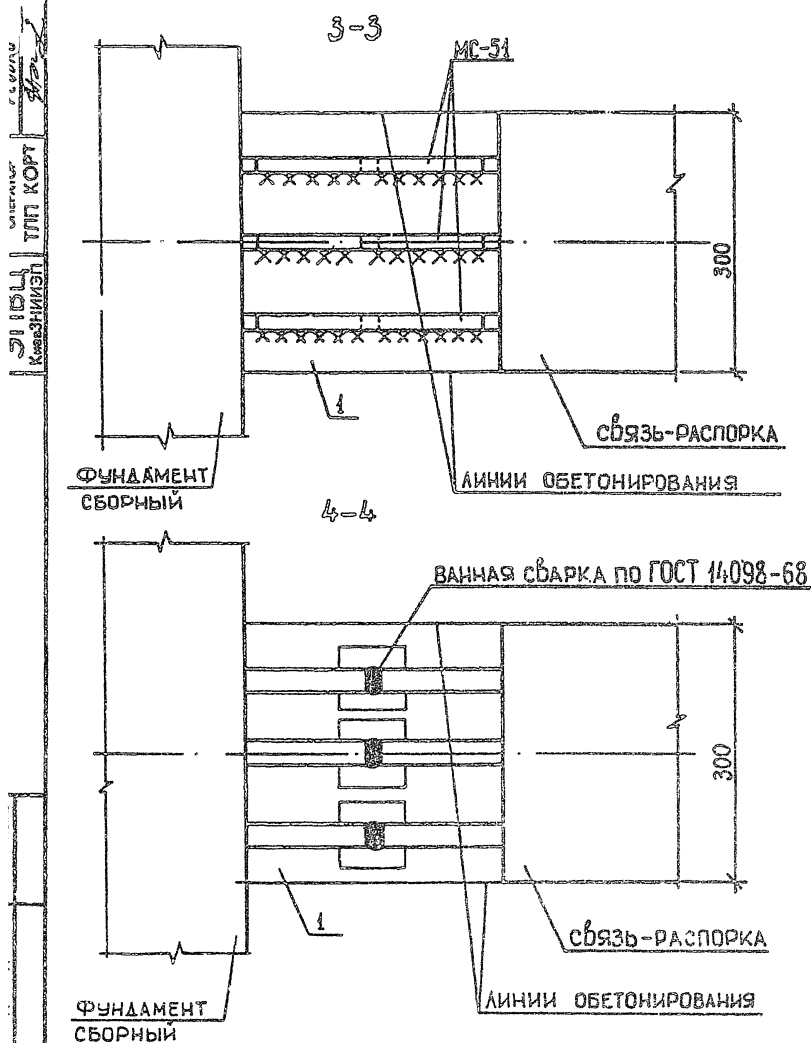 3-3
МС-51
300
1
СВЯЗЬ-РАСПОРКА
ФУНДАМЕНТ
СБОРНЫЙ
ЛИНИИ ОБЕТОНИРОВАНИЯ
4-4
ВАННАЯ СВАРКА ПО ГОСТ 14098-68
300
1
СВЯЗЬ-РАСПОРКА
ФУНДАМЕНТ
СБОРНЫЙ
ЛИНИИ ОБЕТОНИРОВАНИЯ
ТЛП КОРТ
КиевЗНИИЭП